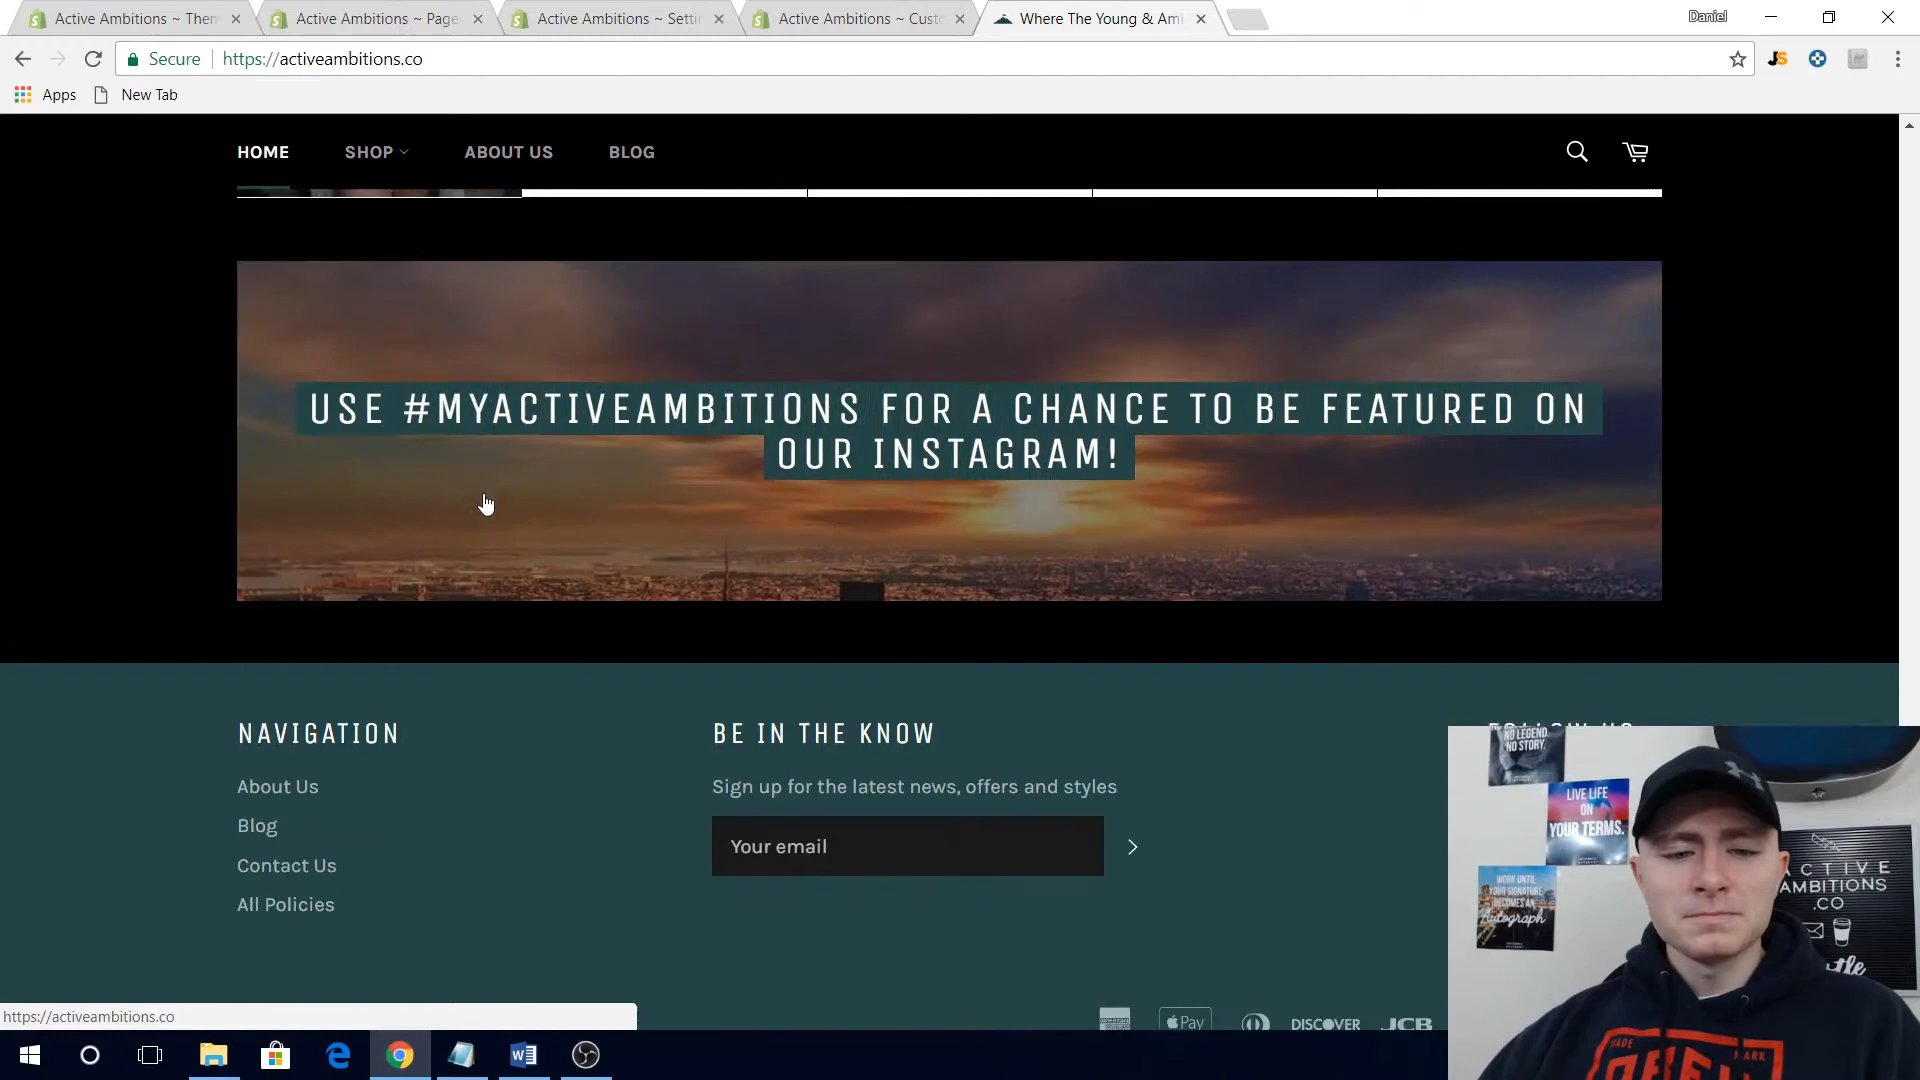 Active Ambitions ~ Them
Active Ambitions ~ Page
Active Ambitions ~ Setti
Active Ambitions ~ Custo
Where The Young & Am
Daniel
Secure
https://activeambitions.co
Apps
New Tab
HOME
SHOP
ABOUT US
BLOG
USE #MYACTIVEAMBITIONS FOR A CHANCE TO BE FEATURED ON
OUR INSTAGRAM!
NAVIGATION
About Us
Blog
Contact Us
All Policies
BE IN THE KNOW
Sign up for the latest news, offers and styles
Your email
FOLLOW US
NO LEGEND.
NO STORY.
LIVE LIFE
ON
YOUR TERMS.
WORK UNTIL
YOUR SIGNATURE
BECOMES AN
Autograph
ACTIVE
AMBITIONS
.CO
https://activeambitions.co
Pay
DISCOVER
JCB